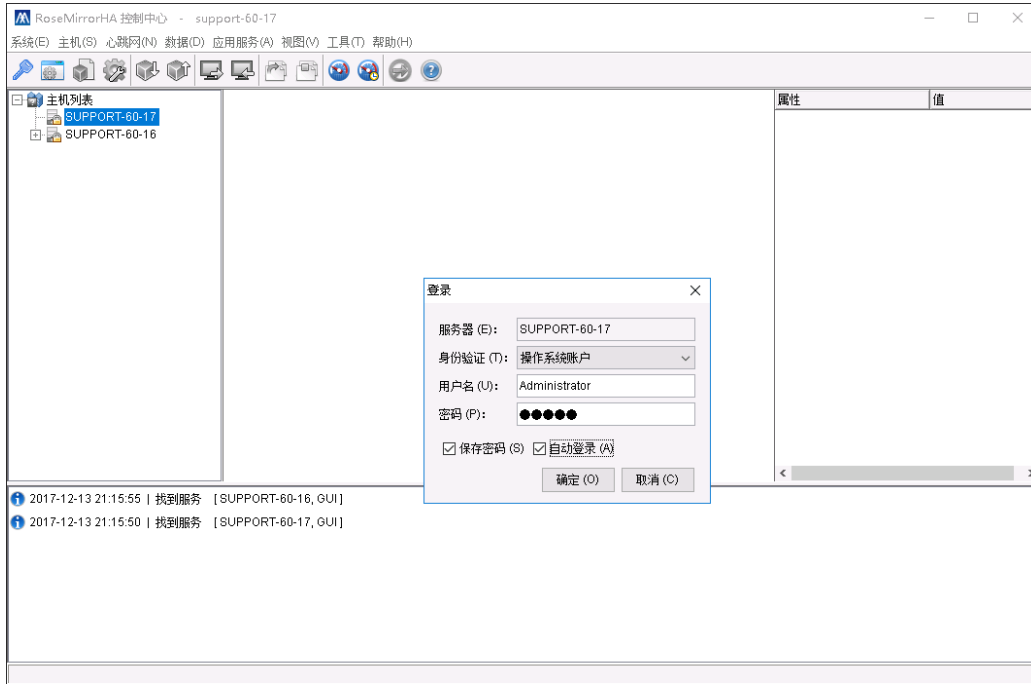 RoseMirrorHA 控制中心 - support-60-17
系统(E) 主机(S) 心跳网(N) 数据(D) 应用服务(A) 视图(V) 工具(T) 帮助(H)
主机列表
SUPPORT-60-17
SUPPORT-60-16
属性 值
登录
服务器 (E): SUPPORT-60-17
身份验证 (T): 操作系统账户
用户名 (U): Administrator
密码 (P): ●●●●●
保存密码 (S) 自动登录 (A)
确定 (O) 取消 (C)
2017-12-13 21:15:55 | 找到服务 [SUPPORT-60-16, GUI]
2017-12-13 21:15:50 | 找到服务 [SUPPORT-60-17, GUI]